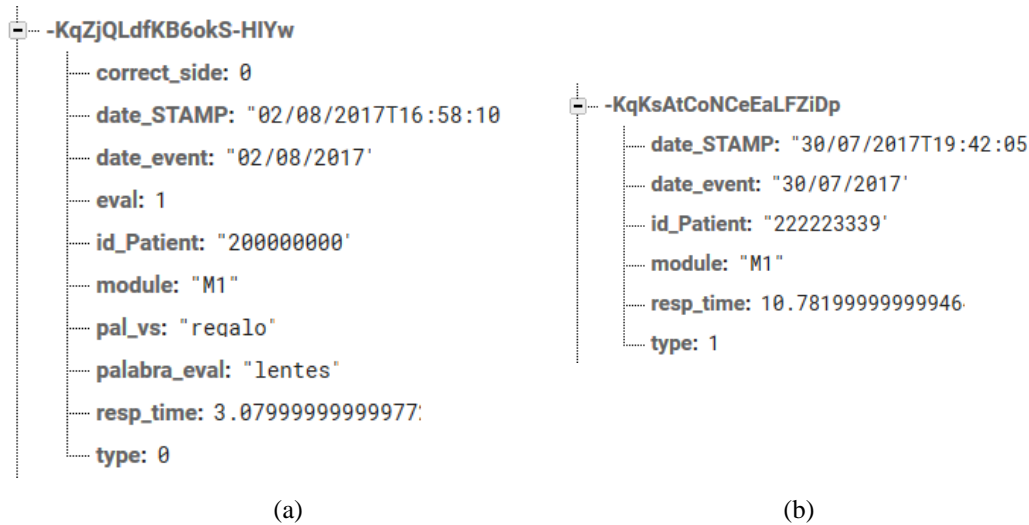 -KqZjQLdfKB6okS-HIYw
correct_side: 0
date_STAMP: "02/08/2017T16:58:10
date_event: "02/08/2017'
eval: 1
id_Patient: "200000000'
module: "M1"
pal_vs: "regalo'
palabra_eval: "lentes"
resp_time: 3.07999999999977
type: 0
(a)
-KqKsAtCoNCeEaLFZiDp
date_STAMP: "30/07/2017T19:42:05
date_event: "30/07/2017'
id_Patient: "222223339'
module: "M1"
resp_time: 10.78199999999946
type: 1
(b)